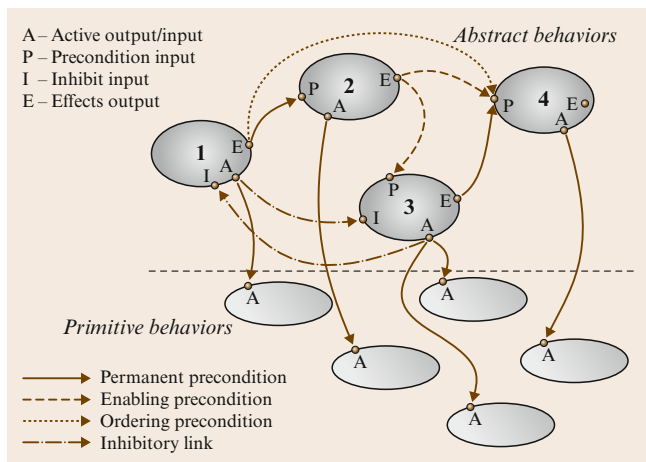 A – Active output/input
P – Precondition input
I – Inhibit input
E – Effects output
Abstract behaviors
1
E
A
I
2
P
E
A
3
P
I
E
A
4
P
E
A
A
A
A
A
A
Primitive behaviors
Permanent precondition
Enabling precondition
Ordering precondition
Inhibitory link